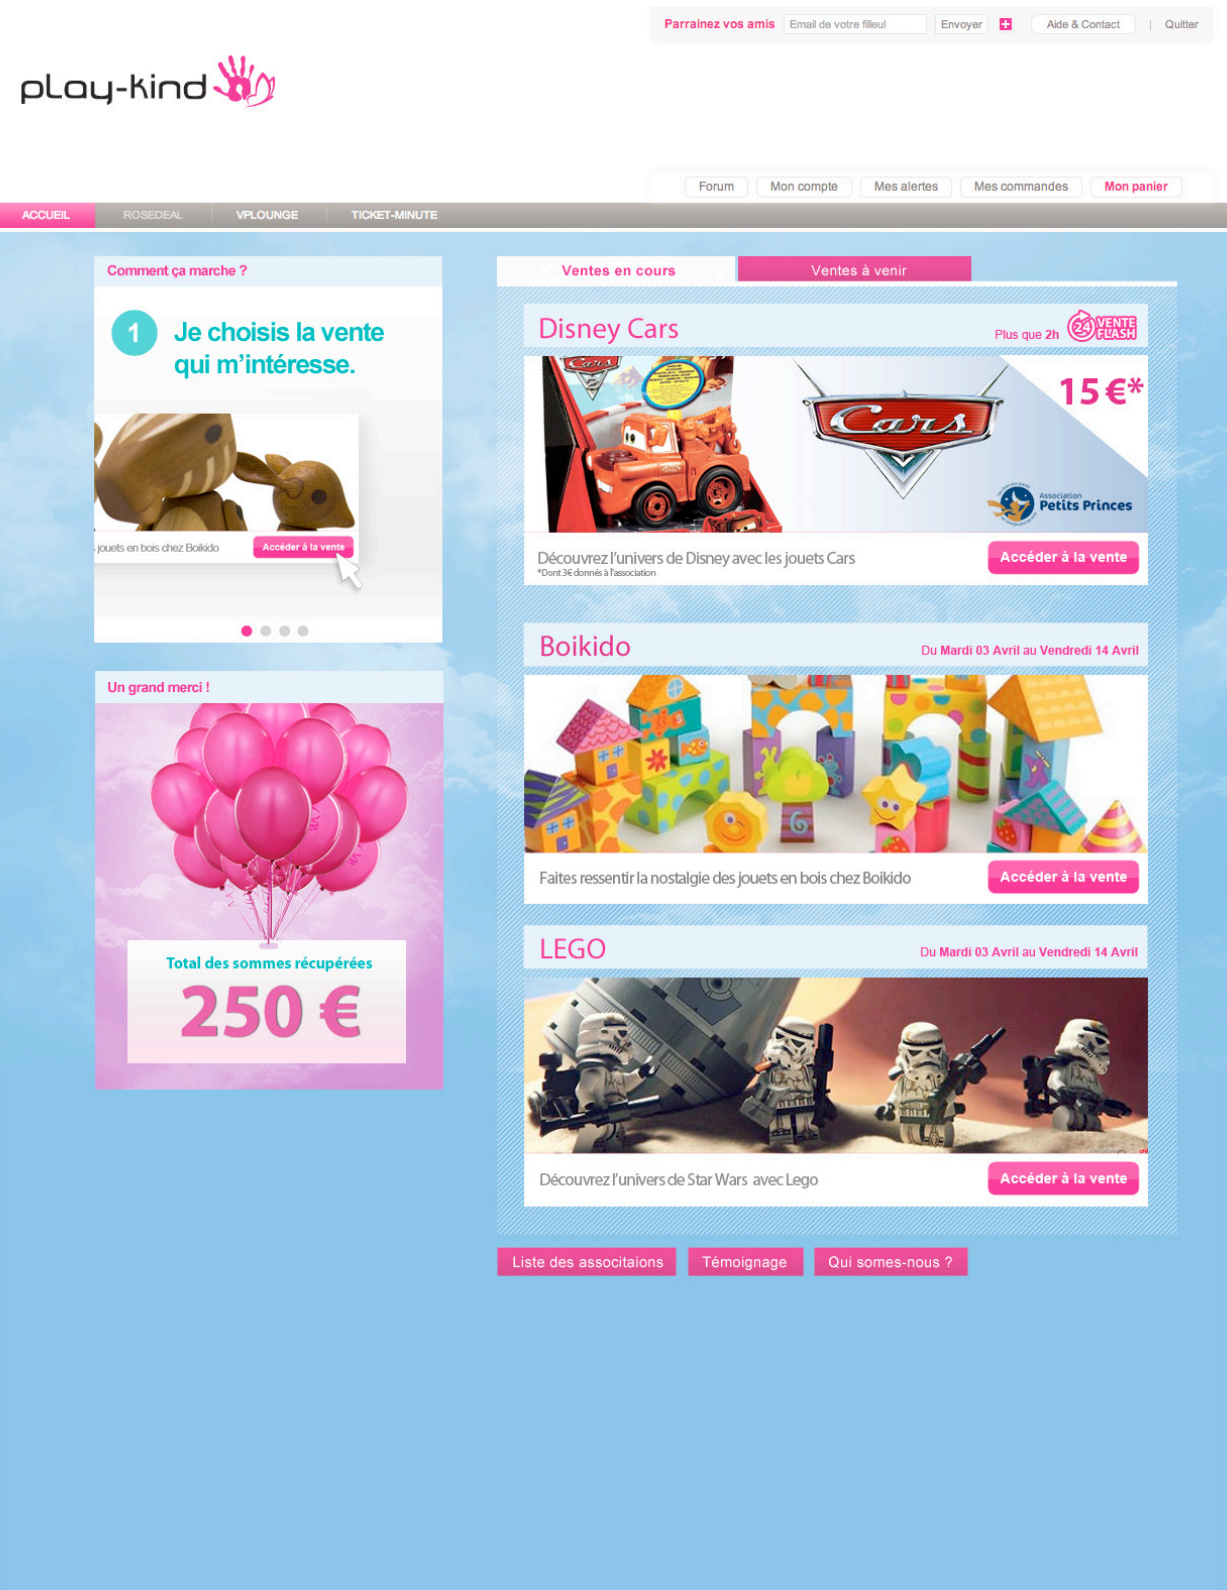 Parrainez vos amis Email de votre filleul Envoyer Aide & Contact | Quitter
play-kind
Forum Mon compte Mes alertes Mes commandes Mon panier
ACCUEIL ROSEDEAL VPLOUNGE TICKET-MINUTE
Comment ça marche ?
1 Je choisis la vente
qui m'intéresse.
jouets en bois chez Boikido Accéder à la vente
Un grand merci !
Total des sommes récupérées
250 €
Ventes en cours Ventes à venir
Disney Cars Plus que 2h 24 VENTE
FLASH
Cars
Cars
15 €*
Association
Petits Princes
Découvrez l'univers de Disney avec les jouets Cars Accéder à la vente
*Dont 3€ donnés à l'association
Boikido Du Mardi 03 Avril au Vendredi 14 Avril
6
Faites ressentir la nostalgie des jouets en bois chez Boikido Accéder à la vente
LEGO Du Mardi 03 Avril au Vendredi 14 Avril
Découvrez l'univers de Star Wars avec Lego Accéder à la vente
Liste des associtaions Témoignage Qui somes-nous ?